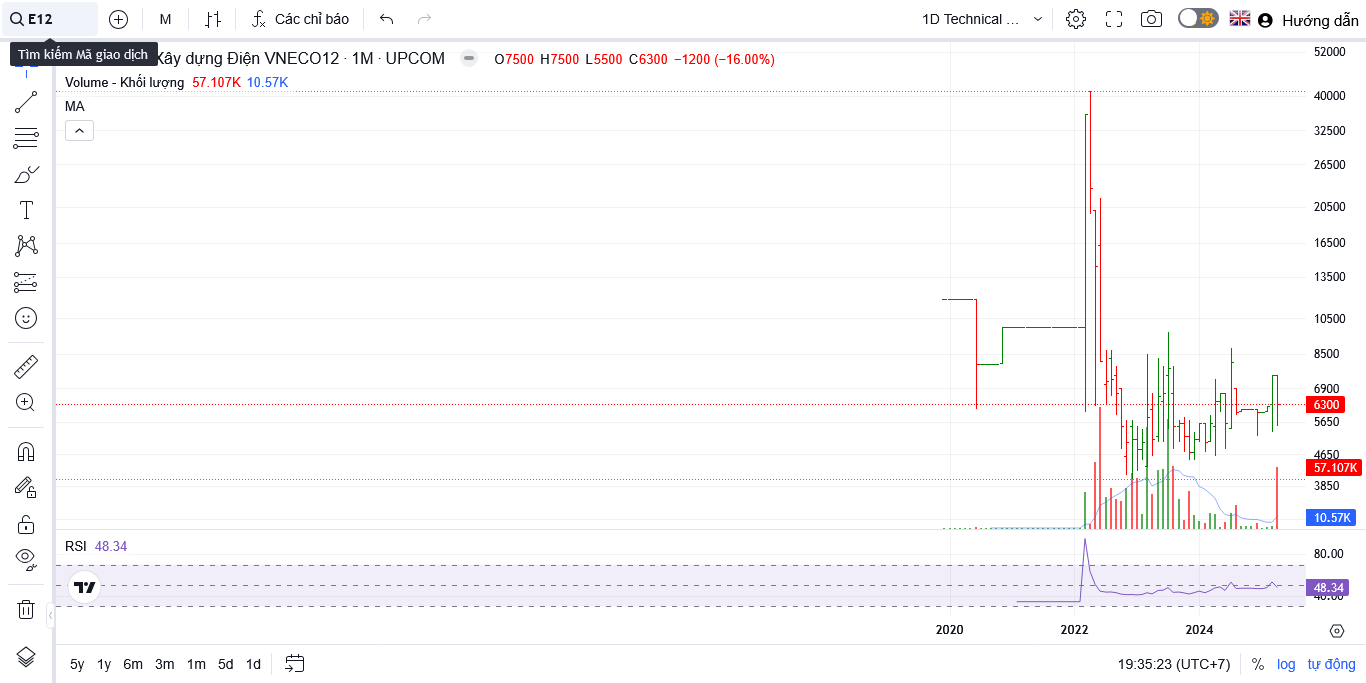 E12
M
Các chỉ báo
1D Technical ...
Hướng dẫn
Tìm kiếm Mã giao dịch
Xây dựng Điện VNECO12 · 1M · UPCOM
O7500 H7500 L5500 C6300 −1200 (−16.00%)
Volume - Khối lượng 57.107K 10.57K
MA
52000
40000
32500
26500
20500
16500
13500
10500
8500
6900
6300
5650
4650
57.107K
3850
10.57K
RSI 48.34
80.00
48.34
40.00
2020
2022
2024
5y 1y 6m 3m 1m 5d 1d
19:35:23 (UTC+7)
%
log
tự động